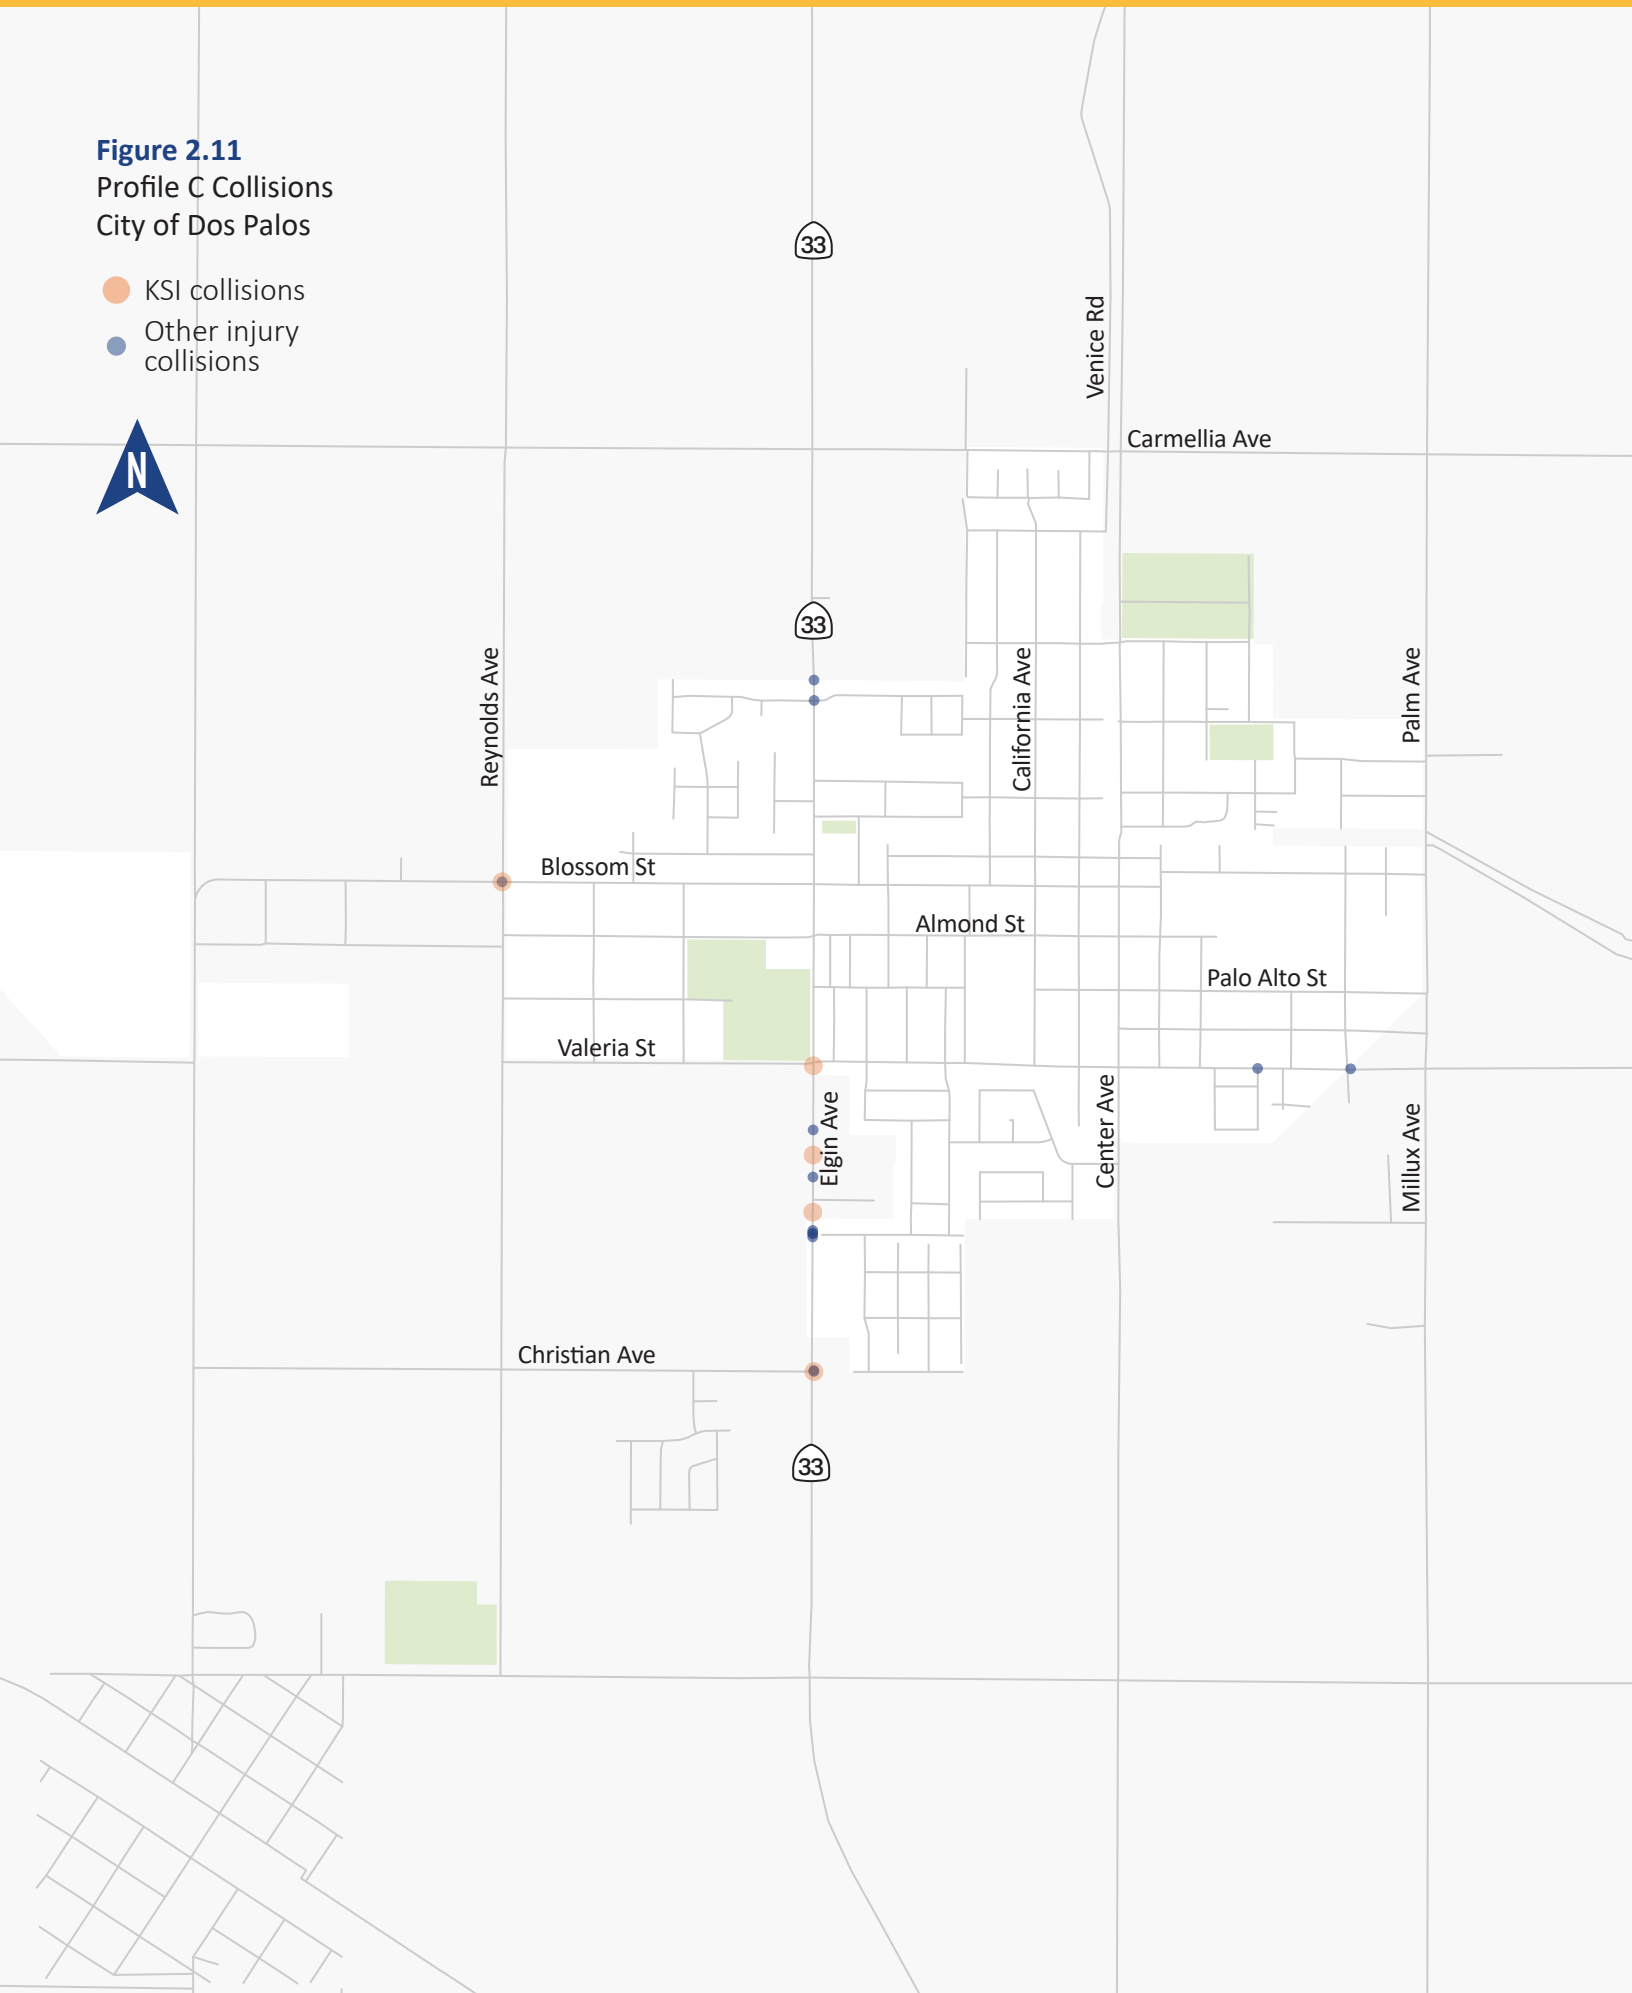 Figure 2.11
Profile C Collisions
City of Dos Palos
KSI collisions
Other injury
collisions
N
33
Venice Rd
Carmellia Ave
33
Reynolds Ave
California Ave
Palm Ave
Blossom St
Almond St
Palo Alto St
Valeria St
Elgin Ave
Center Ave
Millux Ave
Christian Ave
33